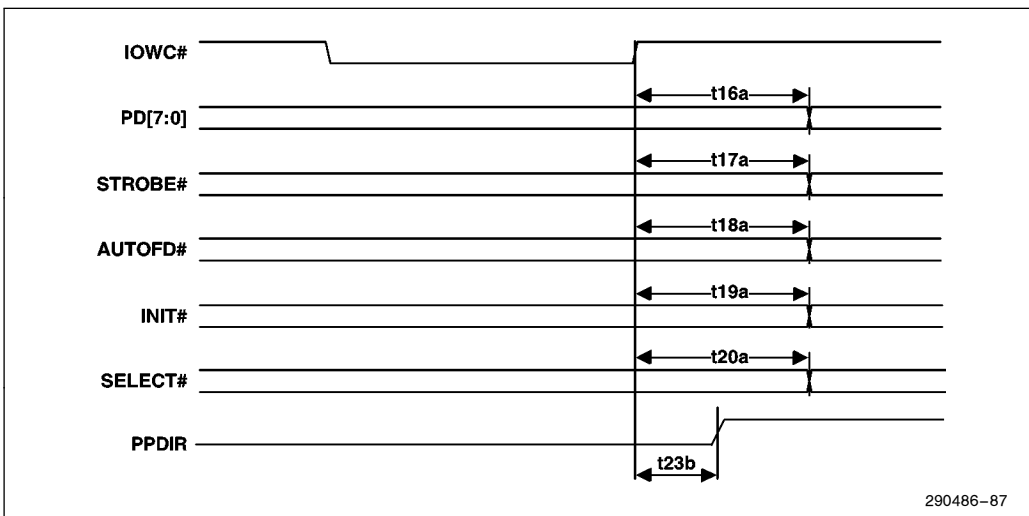 IOWC#
t16a
PD[7:0]
t17a
STROBE#
t18a
AUTOFD#
t19a
INIT#
t20a
SELECT#
PPDIR
t23b
290486–87